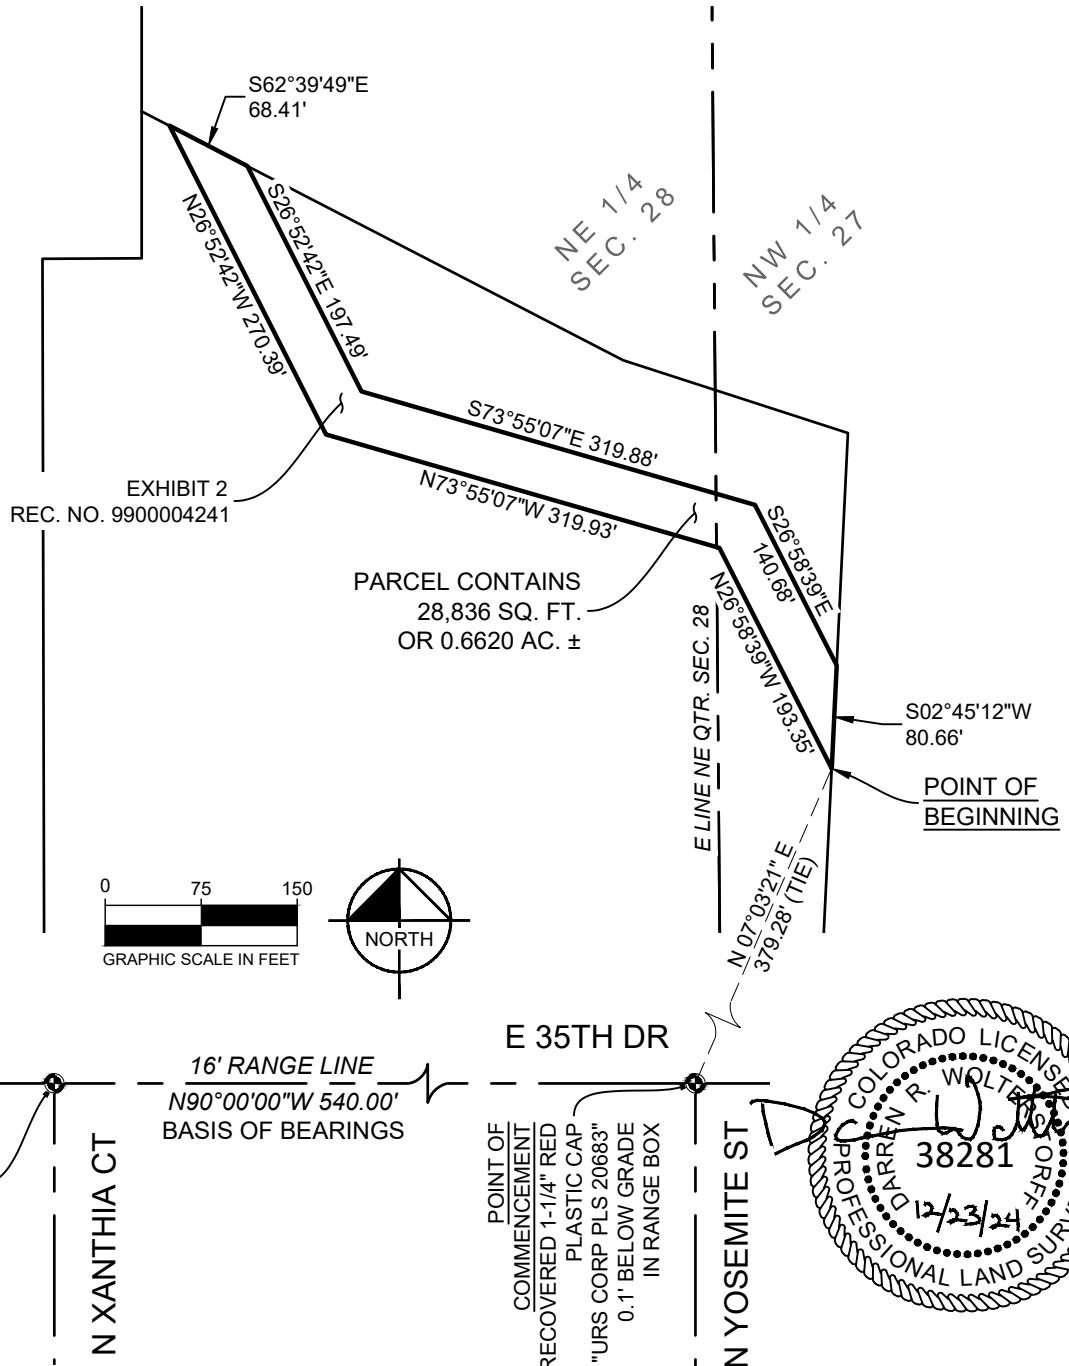 S62°39'49"E
68.41'
NE 1/4
SEC. 28
NW 1/4
SEC. 27
S26°52'42"E 197.49'
N26°52'42"W 270.39'
S73°55'07"E 319.88'
N73°55'07"W 319.93'
EXHIBIT 2
REC. NO. 9900004241
S26°58'39"E
140.68'
PARCEL CONTAINS
28,836 SQ. FT.
OR 0.6620 AC. ±
N26°58'39"W 193.35'
E LINE NE QTR. SEC. 28
S02°45'12"W
80.66'
POINT OF
BEGINNING
N 07°03'21" E
379.28' (TIE)
0 75 150
GRAPHIC SCALE IN FEET
NORTH
E 35TH DR
16' RANGE LINE
N90°00'00"W 540.00'
BASIS OF BEARINGS
N XANTHIA CT
POINT OF
COMMENCEMENT
RECOVERED 1-1/4" RED
PLASTIC CAP
"URS CORP PLS 20683"
0.1' BELOW GRADE
IN RANGE BOX
N YOSEMITE ST
COLORADO LICENSE
DARREN R.
38281
12/23/24
PROFESSIONAL LAND SURV